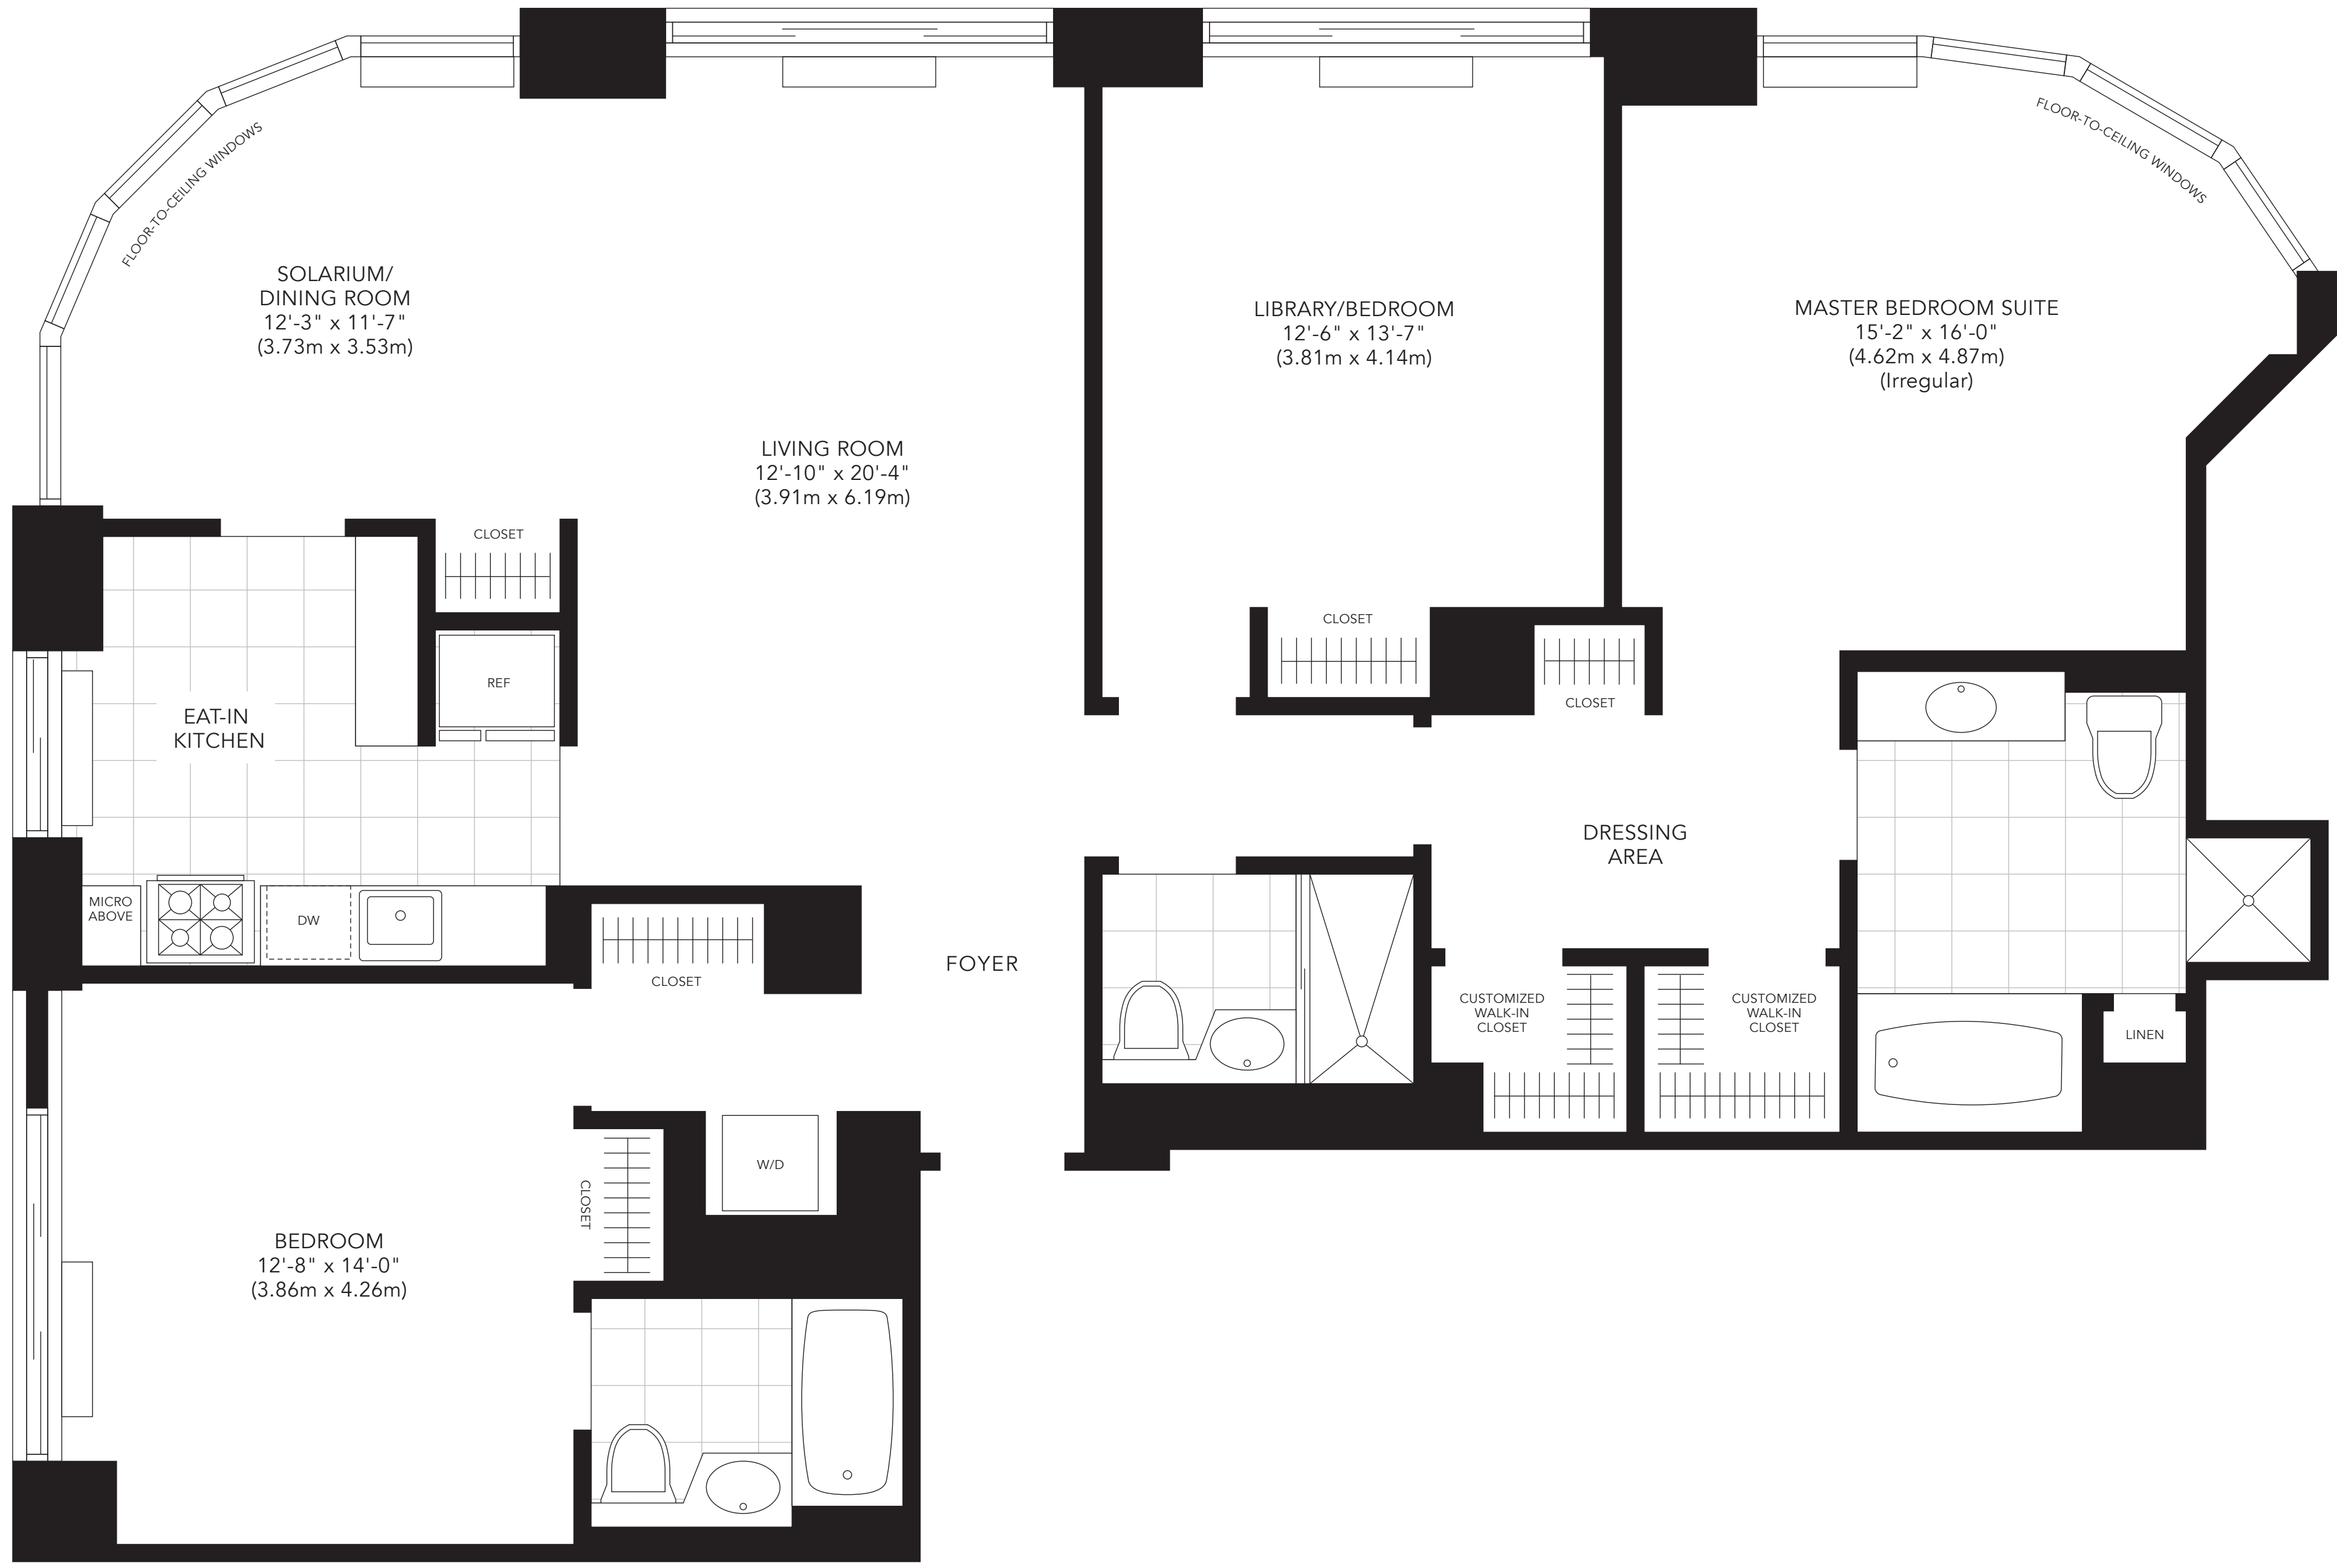 FLOOR-TO-CEILING WINDOWS
FLOOR-TO-CEILING WINDOWS
SOLARIUM/
DINING ROOM
12'-3" x 11'-7"
(3.73m x 3.53m)
LIVING ROOM
12'-10" x 20'-4"
(3.91m x 6.19m)
LIBRARY/BEDROOM
12'-6" x 13'-7"
(3.81m x 4.14m)
MASTER BEDROOM SUITE
15'-2" x 16'-0"
(4.62m x 4.87m)
(Irregular)
CLOSET
REF
EAT-IN
KITCHEN
CLOSET
CLOSET
DRESSING
AREA
MICRO
ABOVE
DW
CLOSET
FOYER
CUSTOMIZED
WALK-IN
CLOSET
CUSTOMIZED
WALK-IN
CLOSET
LINEN
W/D
CLOSET
BEDROOM
12'-8" x 14'-0"
(3.86m x 4.26m)